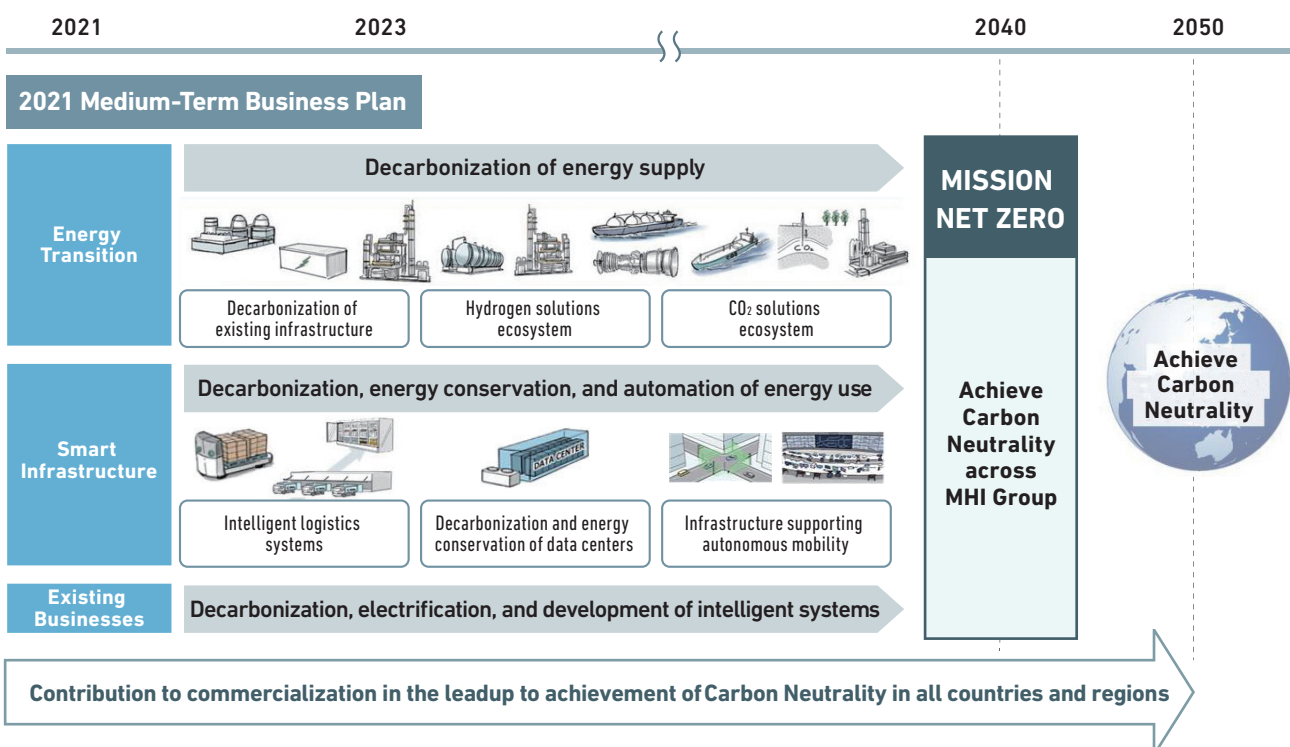 2021
2023
2040
2050
2021 Medium-Term Business Plan
Energy
Transition
Decarbonization of energy supply
CO₂
Decarbonization of
existing infrastructure
Hydrogen solutions
ecosystem
CO₂ solutions
ecosystem
Smart
Infrastructure
Decarbonization, energy conservation, and automation of energy use
DATA CENTER
Intelligent logistics
systems
Decarbonization and energy
conservation of data centers
Infrastructure supporting
autonomous mobility
Existing
Businesses
Decarbonization, electrification, and development of intelligent systems
MISSION
NET ZERO
Achieve
Carbon
Neutrality
across
MHI Group
Achieve
Carbon
Neutrality
Contribution to commercialization in the leadup to achievement of Carbon Neutrality in all countries and regions